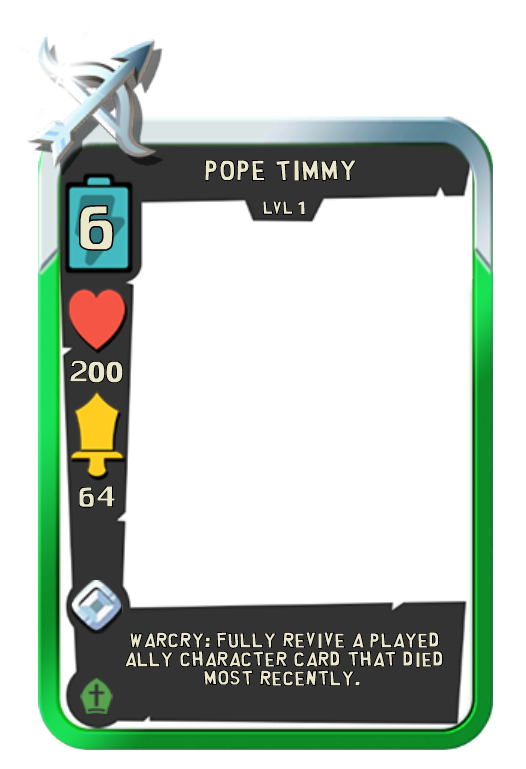 POPE TIMMY
LVL 1
6
200
64
WARCRY: FULLY REVIVE A PLAYED
ALLY CHARACTER CARD THAT DIED
MOST RECENTLY.